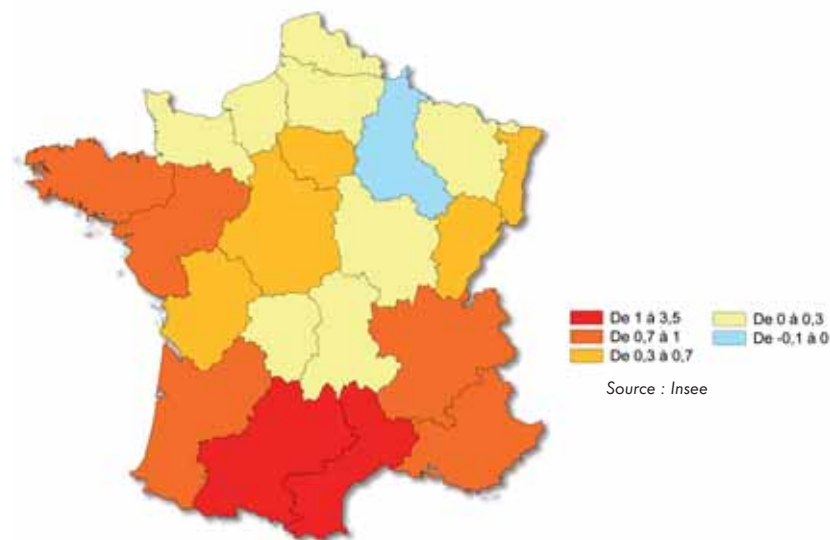 De 1 à 3,5
De 0,7 à 1
De 0,3 à 0,7
De 0 à 0,3
De -0,1 à 0
Source : Insee